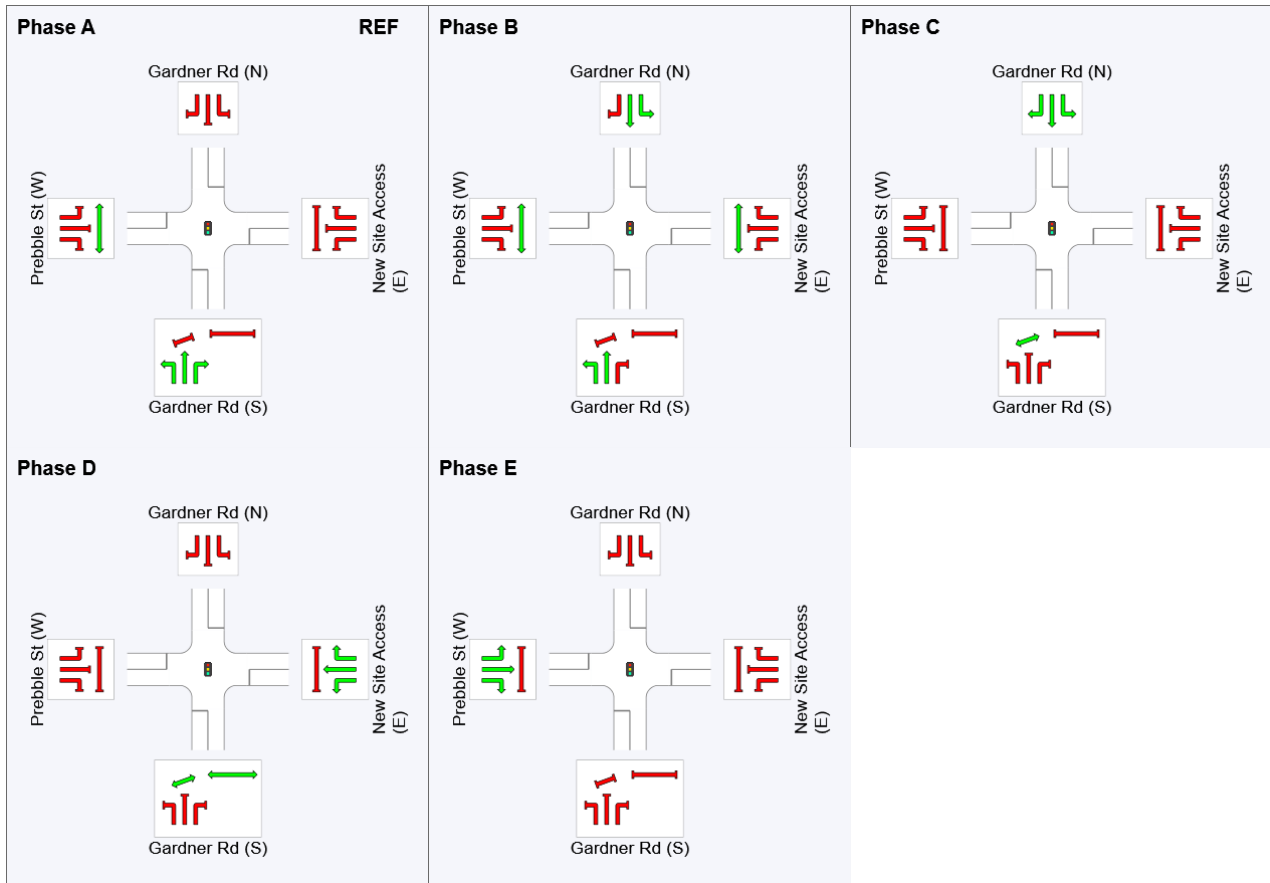 Phase A
REF
Gardner Rd (N)
Prebble St (W)
New Site Access
(E)
Gardner Rd (S)
Phase B
Gardner Rd (N)
Prebble St (W)
New Site Access
(E)
Gardner Rd (S)
Phase C
Gardner Rd (N)
Prebble St (W)
New Site Access
(E)
Gardner Rd (S)
Phase D
Gardner Rd (N)
Prebble St (W)
New Site Access
(E)
Gardner Rd (S)
Phase E
Gardner Rd (N)
Prebble St (W)
New Site Access
(E)
Gardner Rd (S)